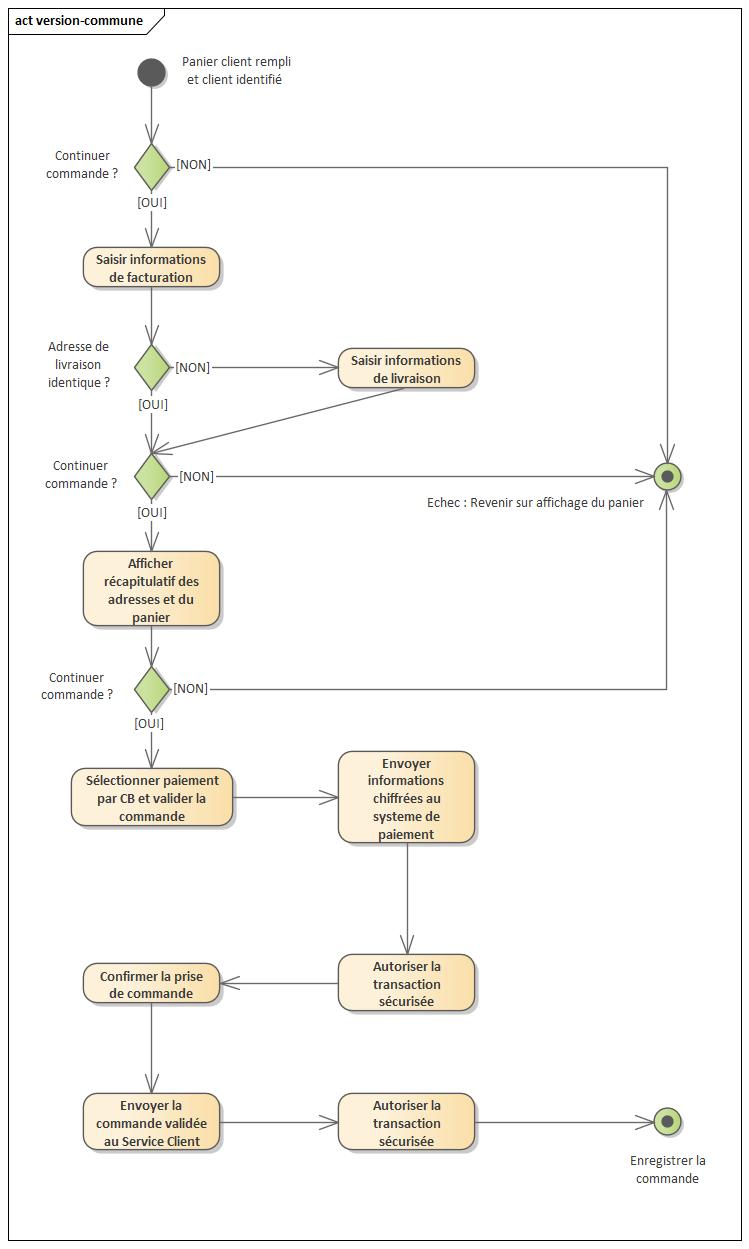 act version-commune
Panier client rempli
et client identifié
Continuer
commande ?
[NON]
[OUI]
Saisir informations
de facturation
Adresse de
livraison
identique ?
[NON]
Saisir informations
de livraison
[OUI]
Continuer
commande ?
[NON]
Echec : Revenir sur affichage du panier
[OUI]
Afficher
récapitulatif des
adresses et du
panier
Continuer
commande ?
[NON]
[OUI]
Sélectionner paiement
par CB et valider la
commande
Envoyer
informations
chiffrées au
systeme de
paiement
Autoriser la
transaction
sécurisée
Confirmer la prise
de commande
Envoyer la
commande validée
au Service Client
Autoriser la
transaction
sécurisée
Enregistrer la
commande